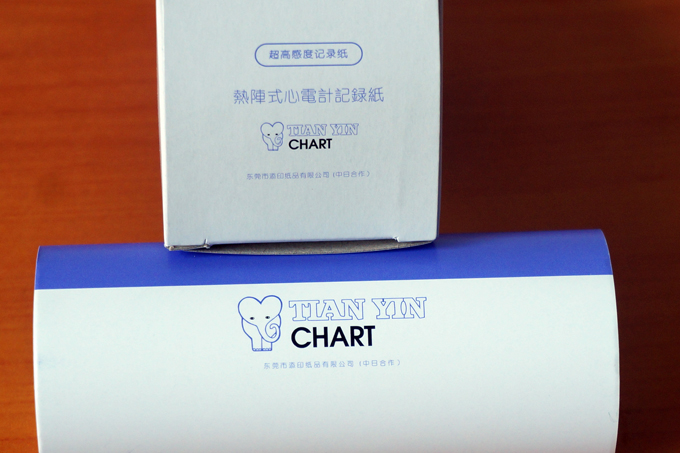 超高感度记录纸
熱陣式心電計記録紙
TIAN YIN
CHART
东莞市添印纸品有限公司（中日合作）
TIAN YIN
CHART
东莞市添印纸品有限公司（中日合作）